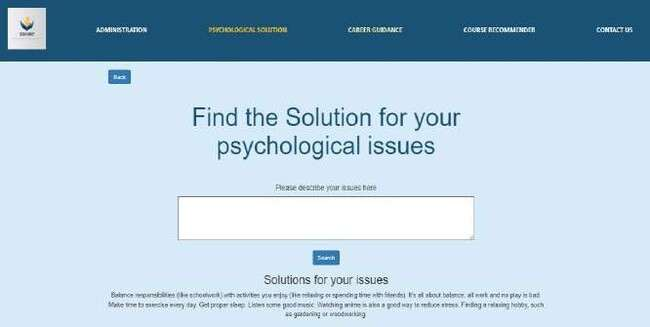 ADMINISTRATION PSYCHOLOGICAL SOLUTION CAREER GUIDANCE COURSE RECOMMENDER CONTACT US
Back
Find the Solution for your
psychological issues
Please describe your issues here
Search
Solutions for your issues
Balance responsibilities (like schoolwork) with activities you enjoy (like relaxing or spending time with friends). It's all about balance, all work and no play is bad.
Make time to exercise every day. Get proper sleep. Listen some good music. Watching anime is also a good way to reduce stress. Finding a relaxing hobby, such
as gardening or woodworking.